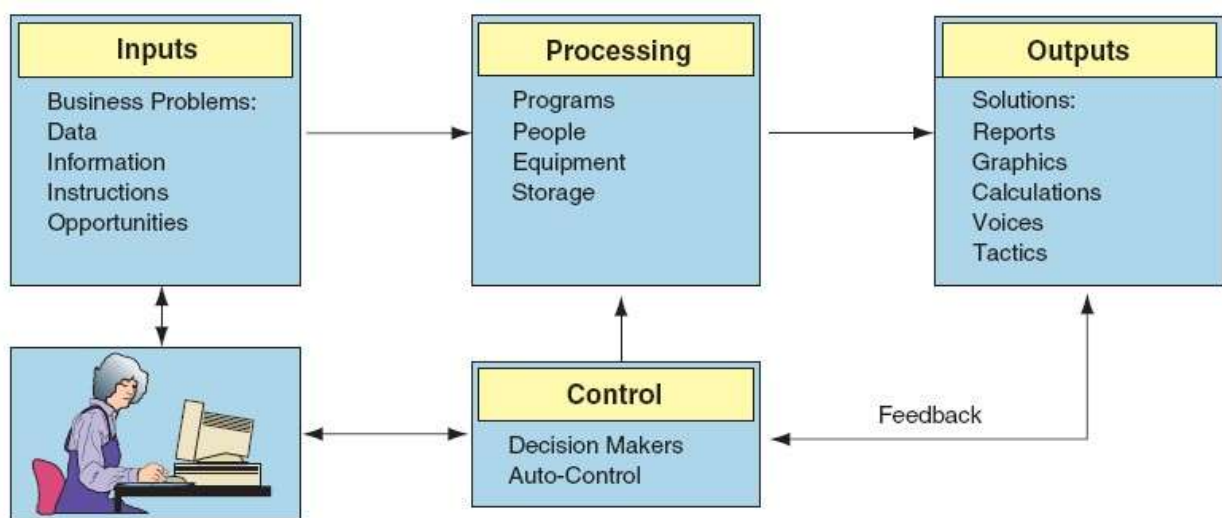 Inputs
Business Problems:
Data
Information
Instructions
Opportunities
Processing
Programs
People
Equipment
Storage
Outputs
Solutions:
Reports
Graphics
Calculations
Voices
Tactics
Control
Decision Makers
Auto-Control
Feedback